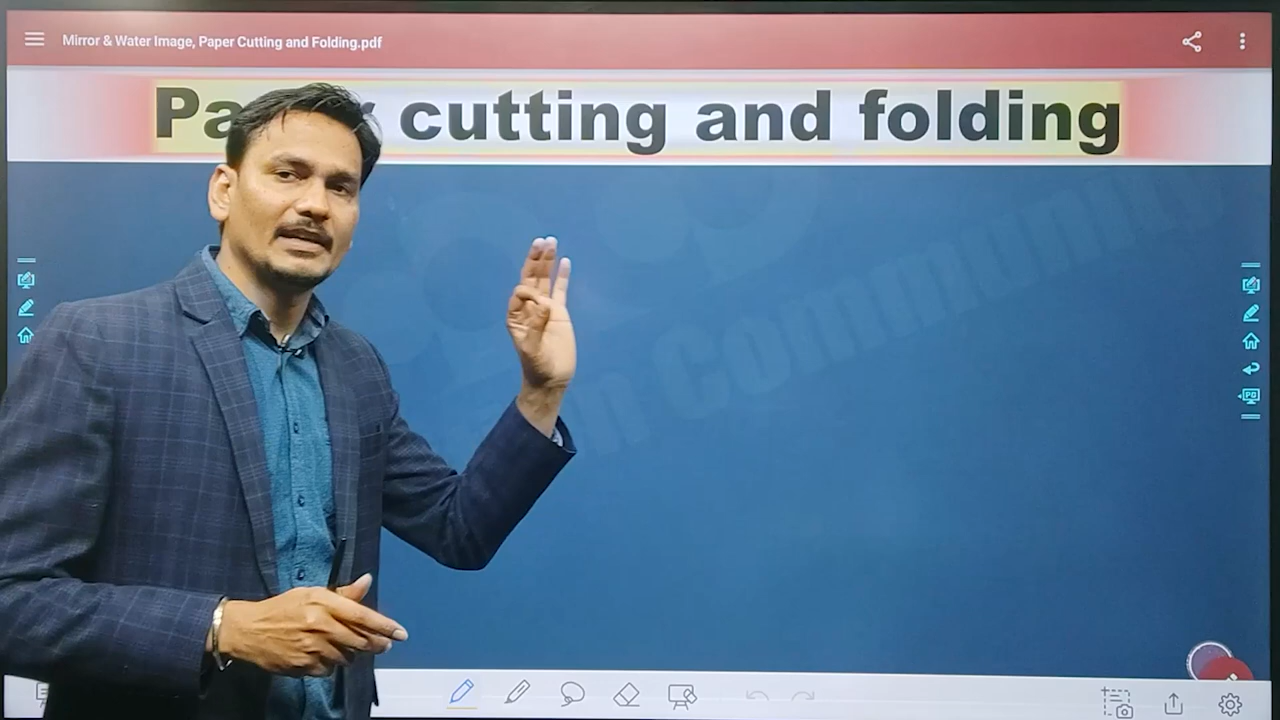 Mirror & Water Image, Paper Cutting and Folding.pdf
cutting and folding